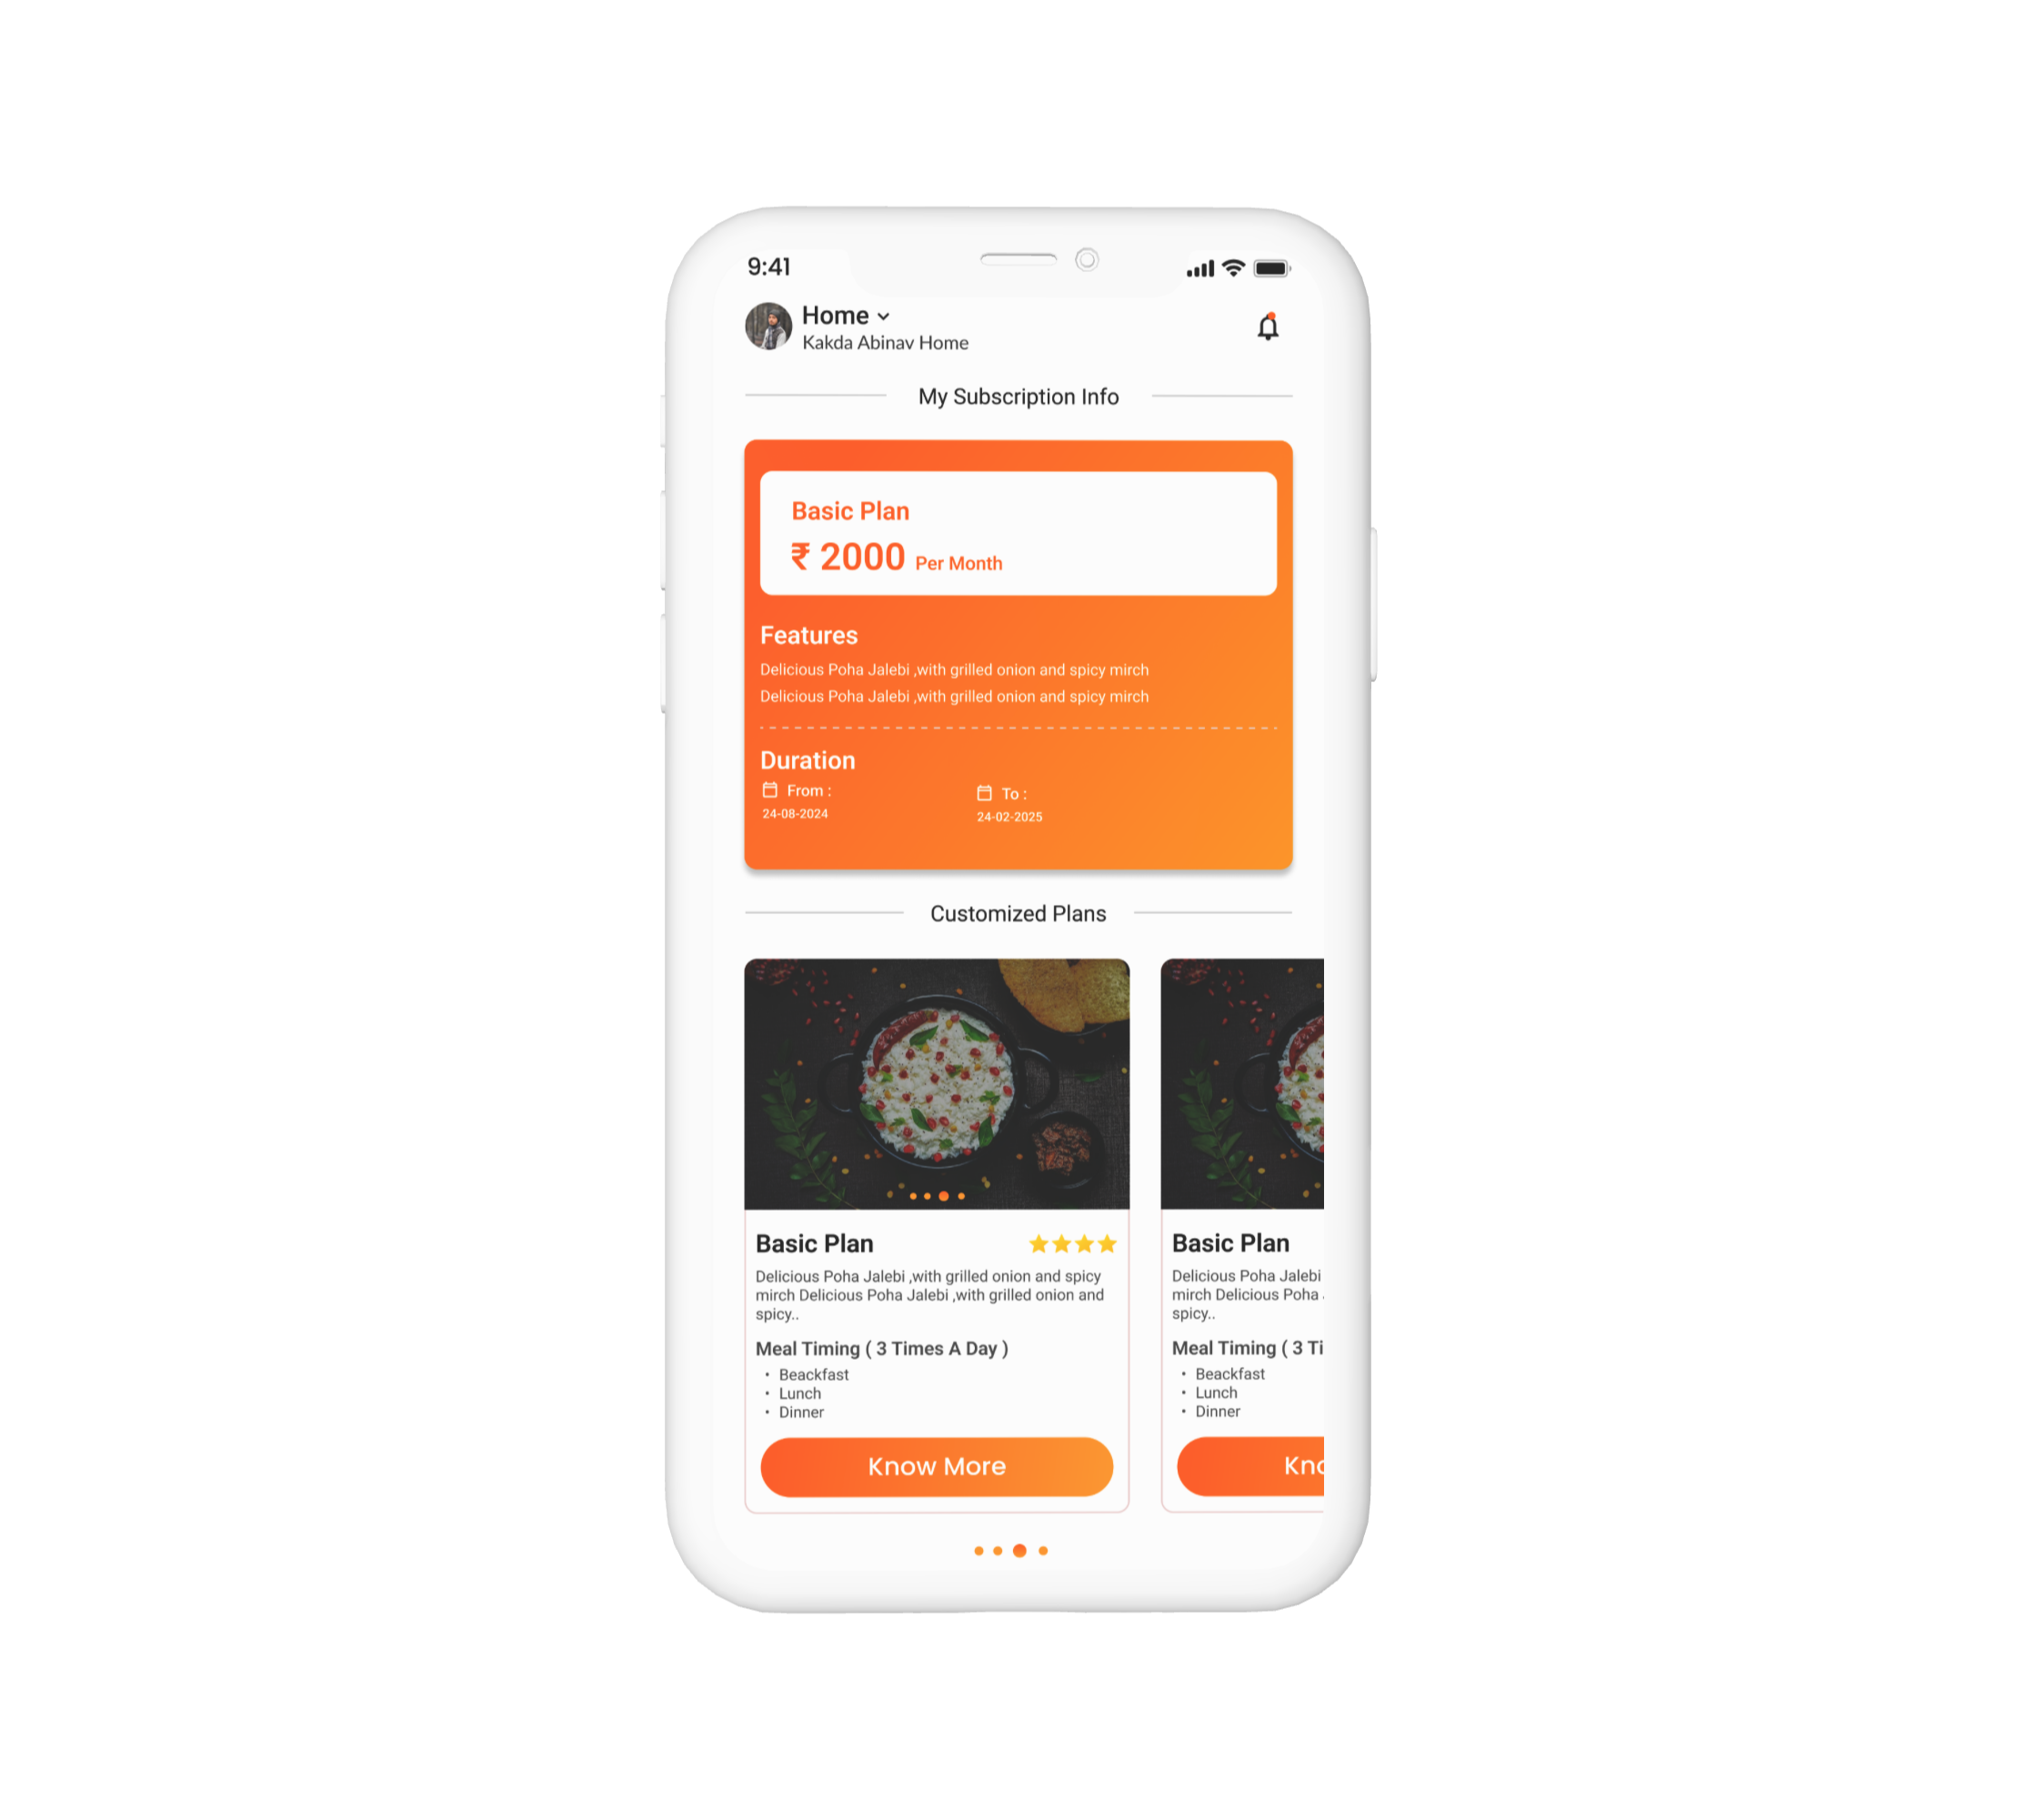 9:41
Home
Kakda Abinav Home
My Subscription Info
Basic Plan
₹ 2000 Per Month
Features
Delicious Poha Jalebi ,with grilled onion and spicy mirch
Delicious Poha Jalebi ,with grilled onion and spicy mirch
Duration
From :
24-08-2024
To :
24-02-2025
Customized Plans
Basic Plan
Delicious Poha Jalebi ,with grilled onion and spicy
mirch Delicious Poha Jalebi ,with grilled onion and
spicy..
Meal Timing ( 3 Times A Day )
• Beackfast
• Lunch
• Dinner
Know More
Basic Plan
Delicious Poha Jalebi
mirch Delicious Poha
spicy..
Meal Timing ( 3 Ti
• Beackfast
• Lunch
• Dinner
Kno